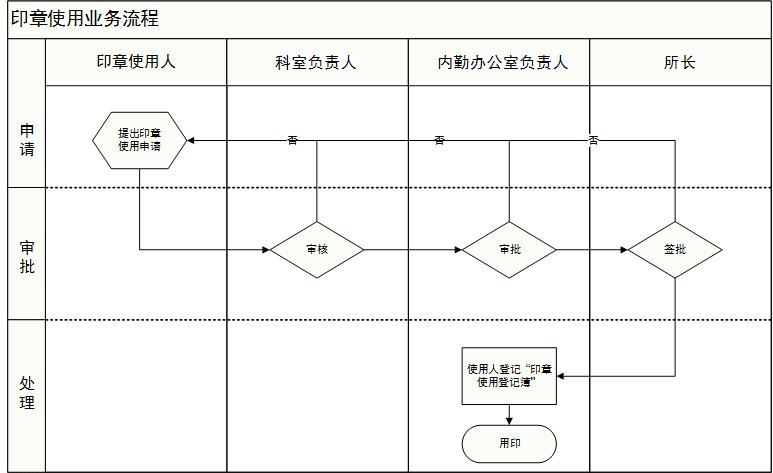 印章使用业务流程
印章使用人
科室负责人
内勤办公室负责人
所长
申
请
提出印章
使用申请
否
否
否
审
批
审核
审批
签批
处
理
使用人登记“印章
使用登记簿"
用印